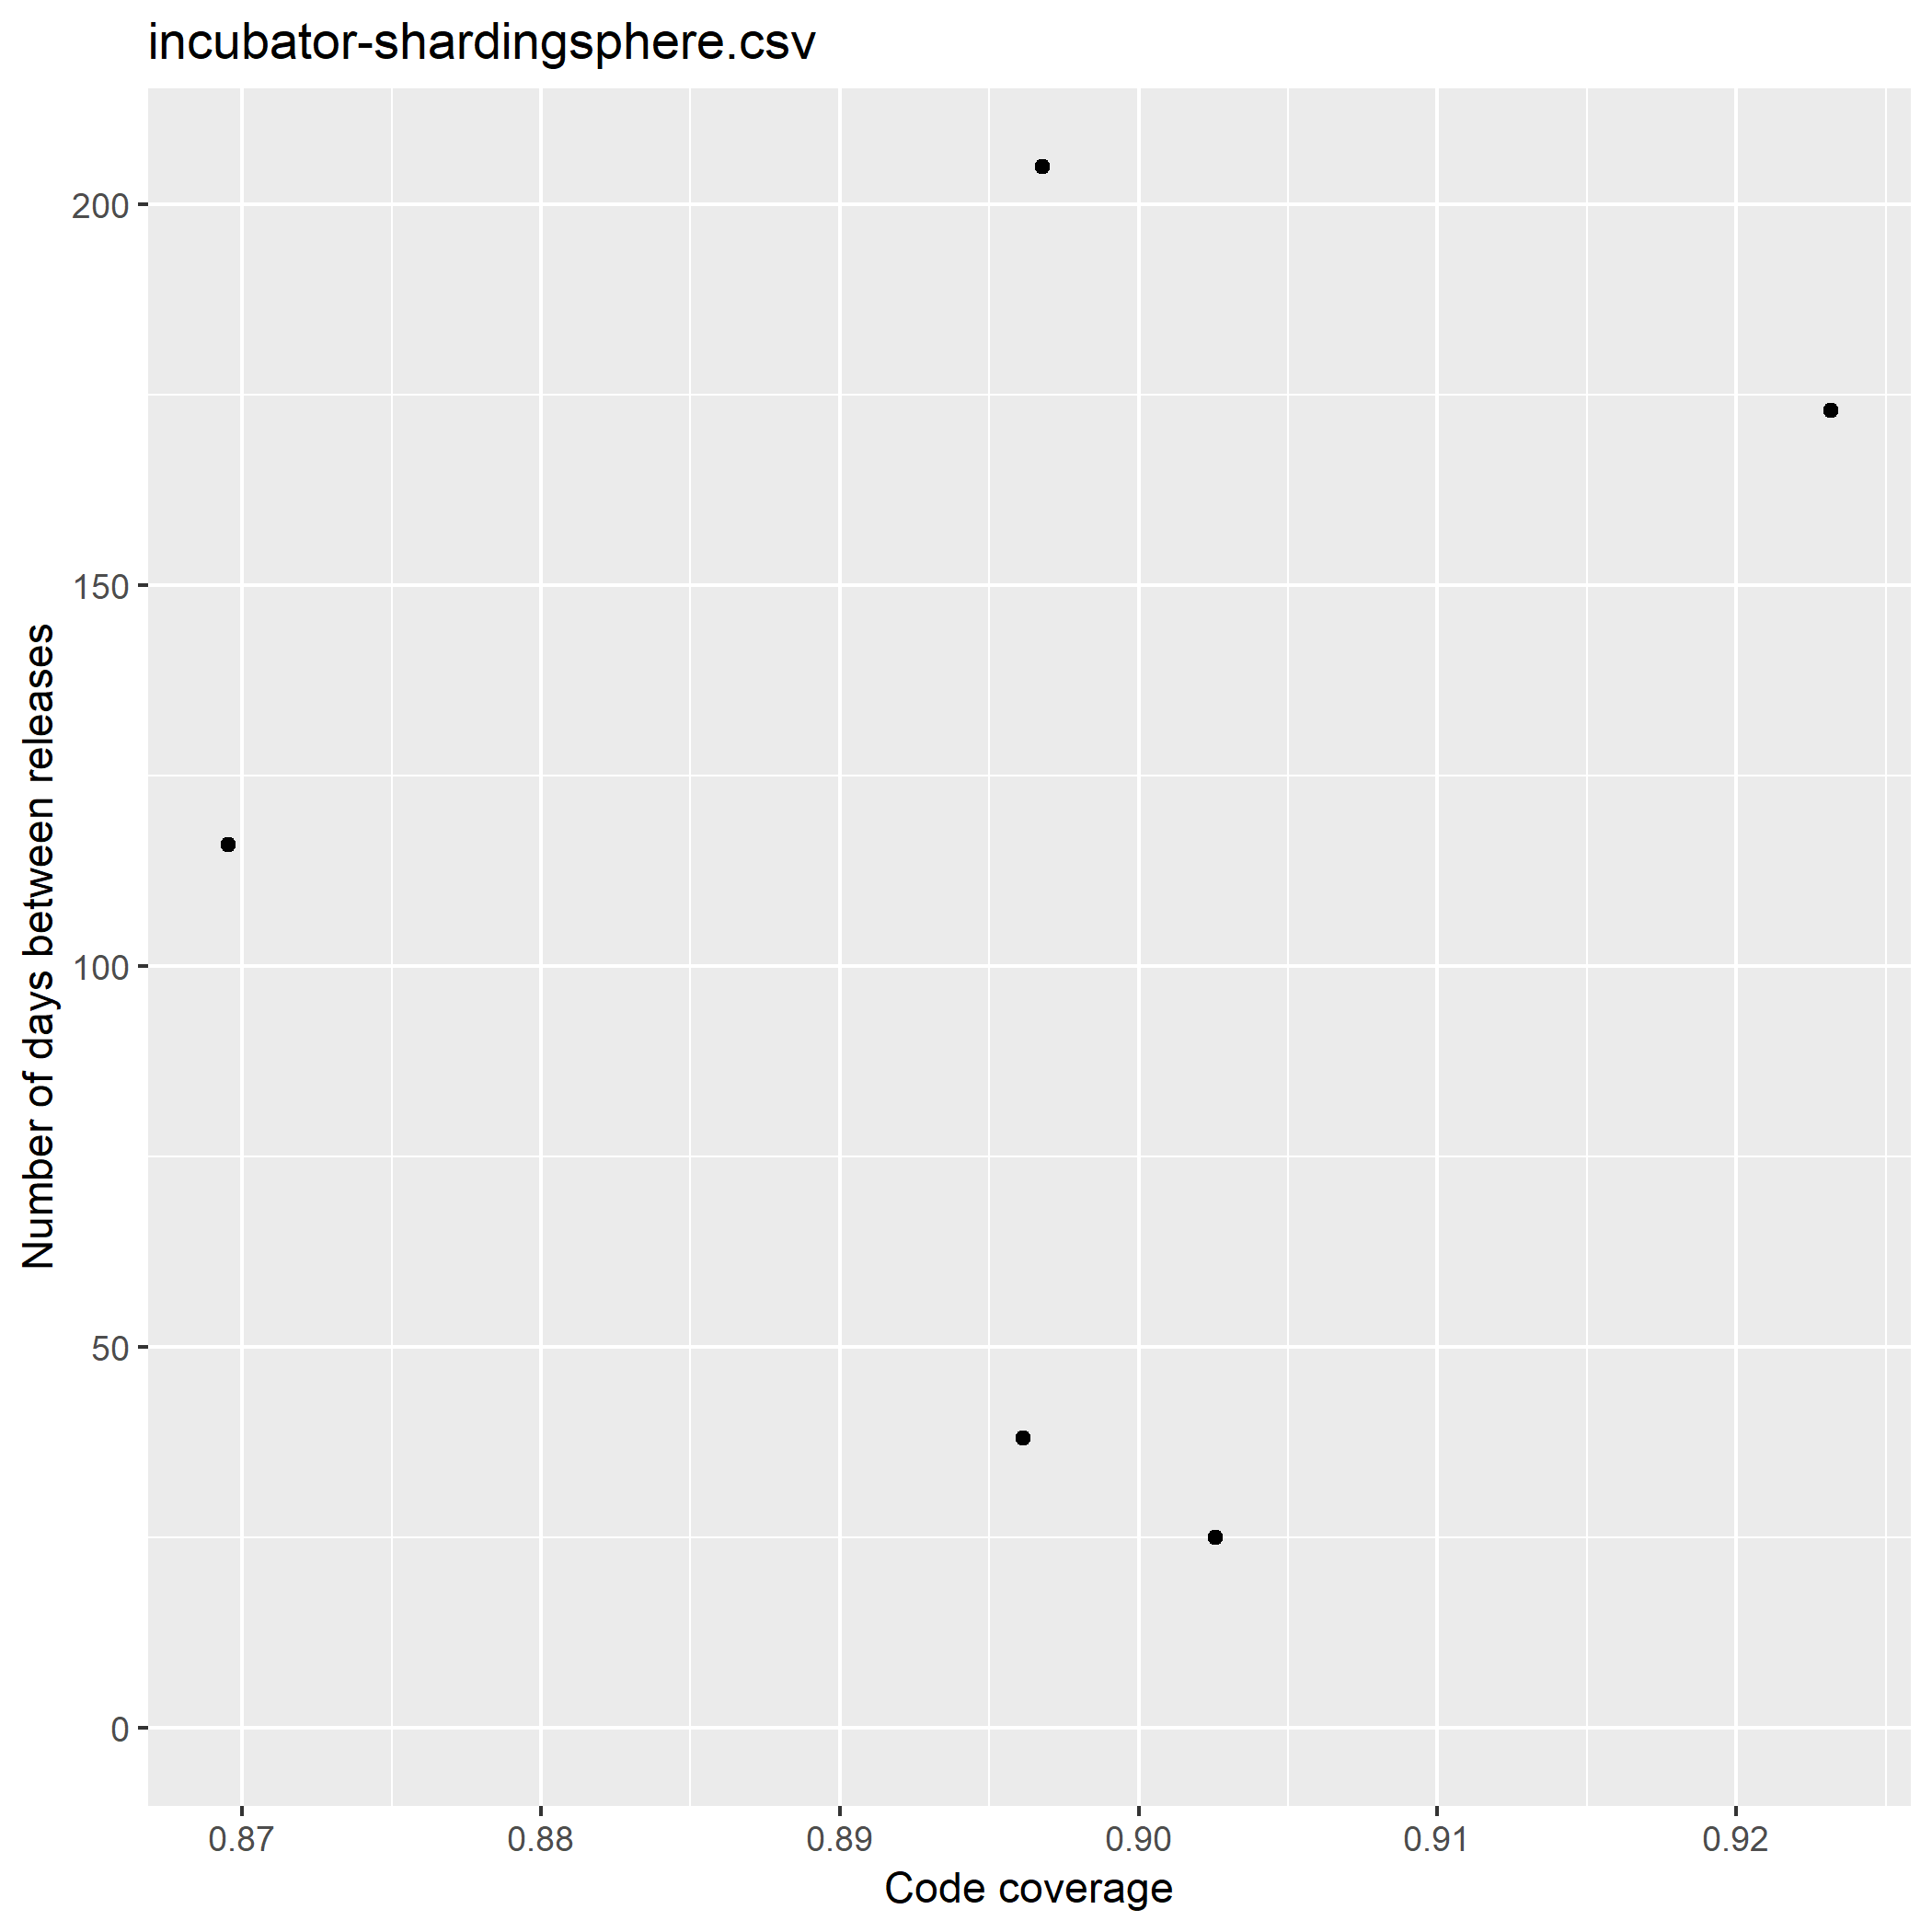 incubator-shardingsphere.csv
Number of days between releases
200
150
100
50
0
0.87 0.88 0.89 0.90 0.91 0.92
Code coverage